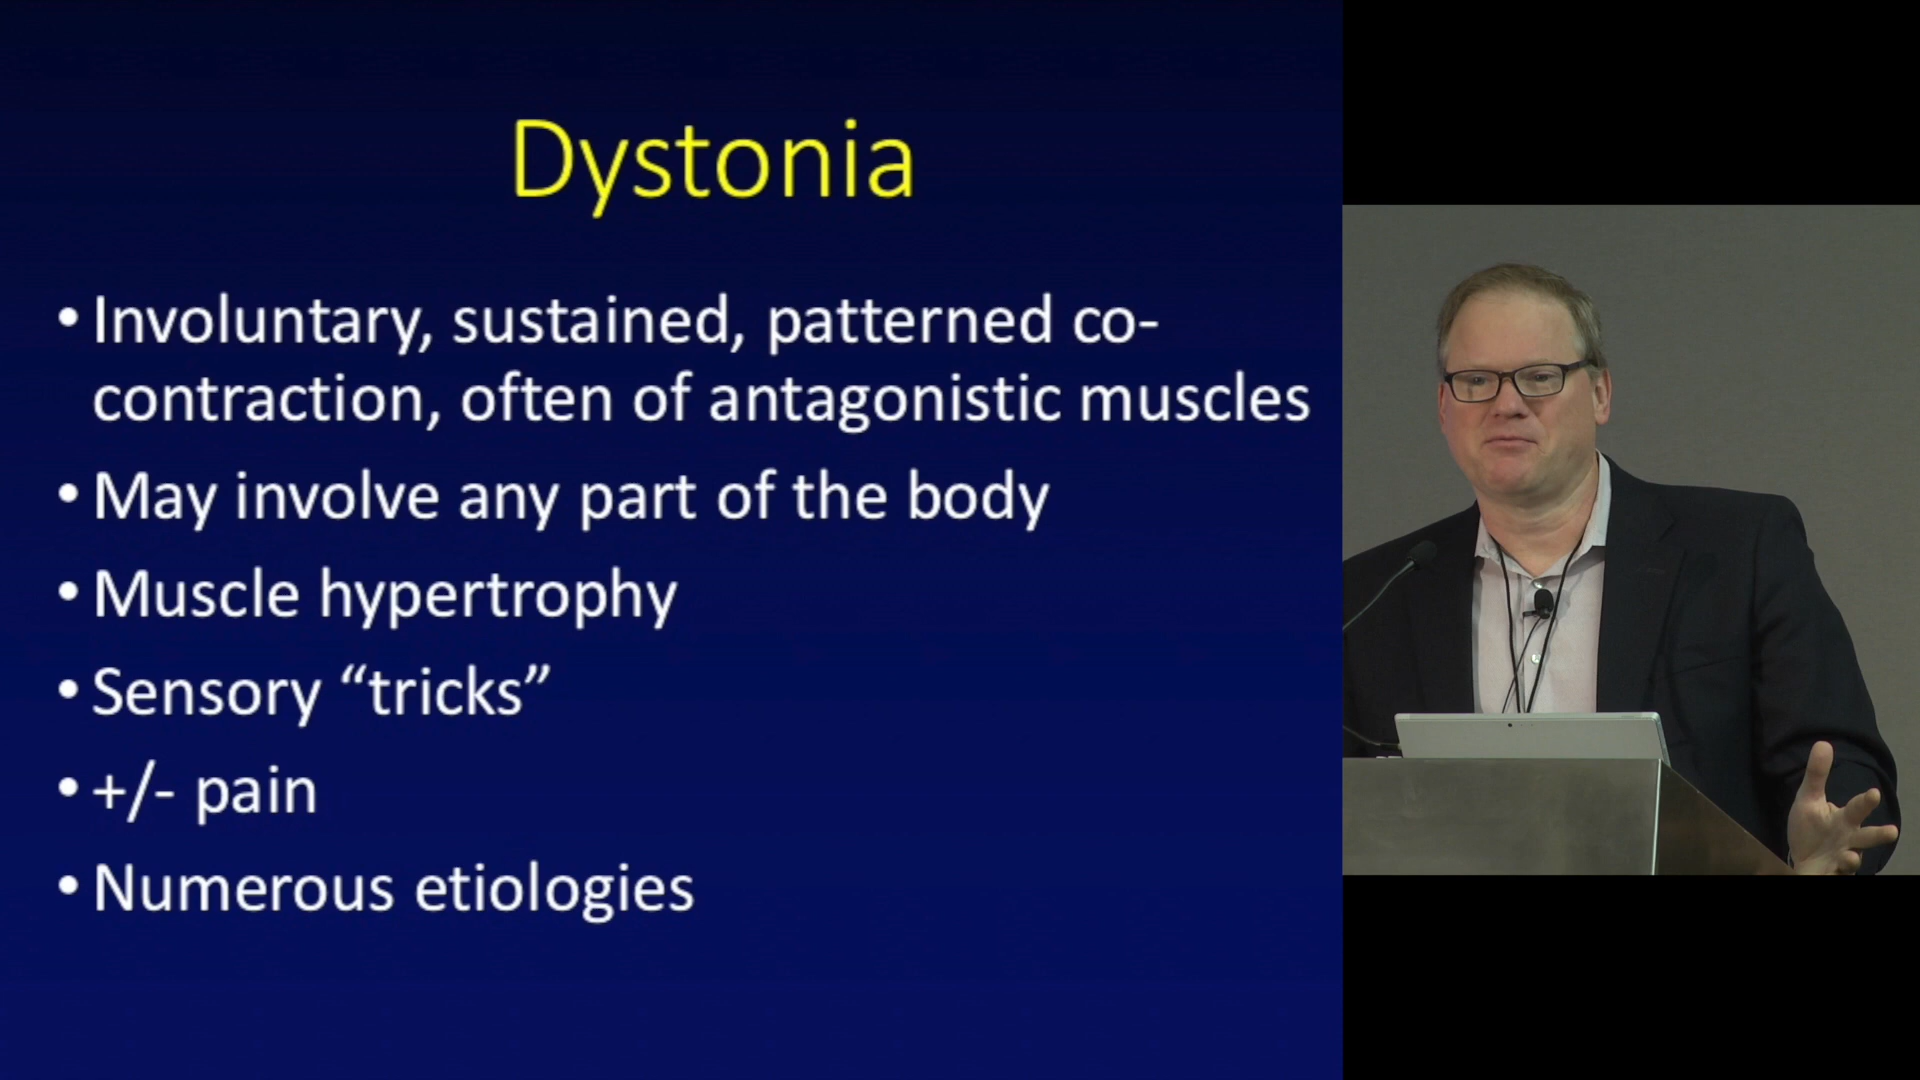 Dystonia
• Involuntary, sustained, patterned co-
contraction, often of antagonistic muscles
• May involve any part of the body
• Muscle hypertrophy
• Sensory “tricks”
• +/- pain
• Numerous etiologies